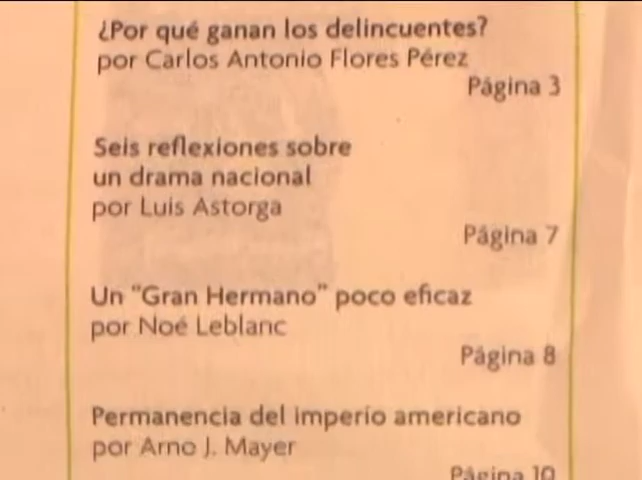 ¿Por qué ganan los delincuentes?
por Carlos Antonio Flores Pérez
Página 3
Seis reflexiones sobre
un drama nacional
por Luis Astorga
Página 7
Un "Gran Hermano" poco eficaz
por Noé Leblanc
Página 8
Permanencia del imperio americano
por Arno J. Mayer
Página 10